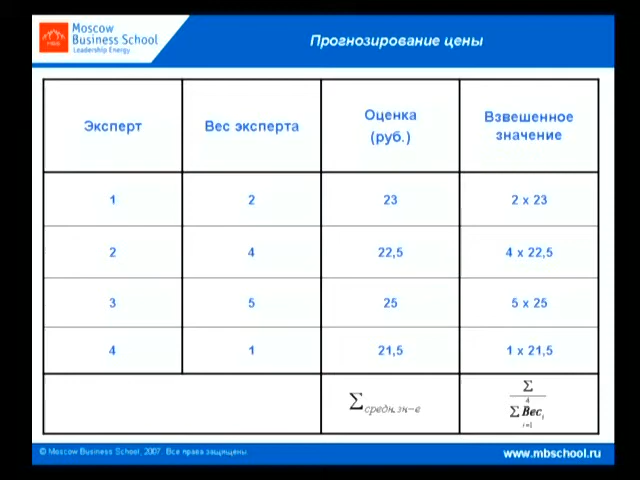 Moscow
Business School
Leadership Energy
Прогнозирование цены
Эксперт
Вес эксперта
Оценка
(руб.)
Взвешенное
значение
1
2
23
2 x 23
2
4
22,5
4 x 22,5
3
5
25
5 x 25
4
1
21,5
1 x 21,5
∑ средн.зн-е
∑
4
∑ Вес i
i=1
© Moscow Business School, 2007. Все права защищены.
www.mbschool.ru